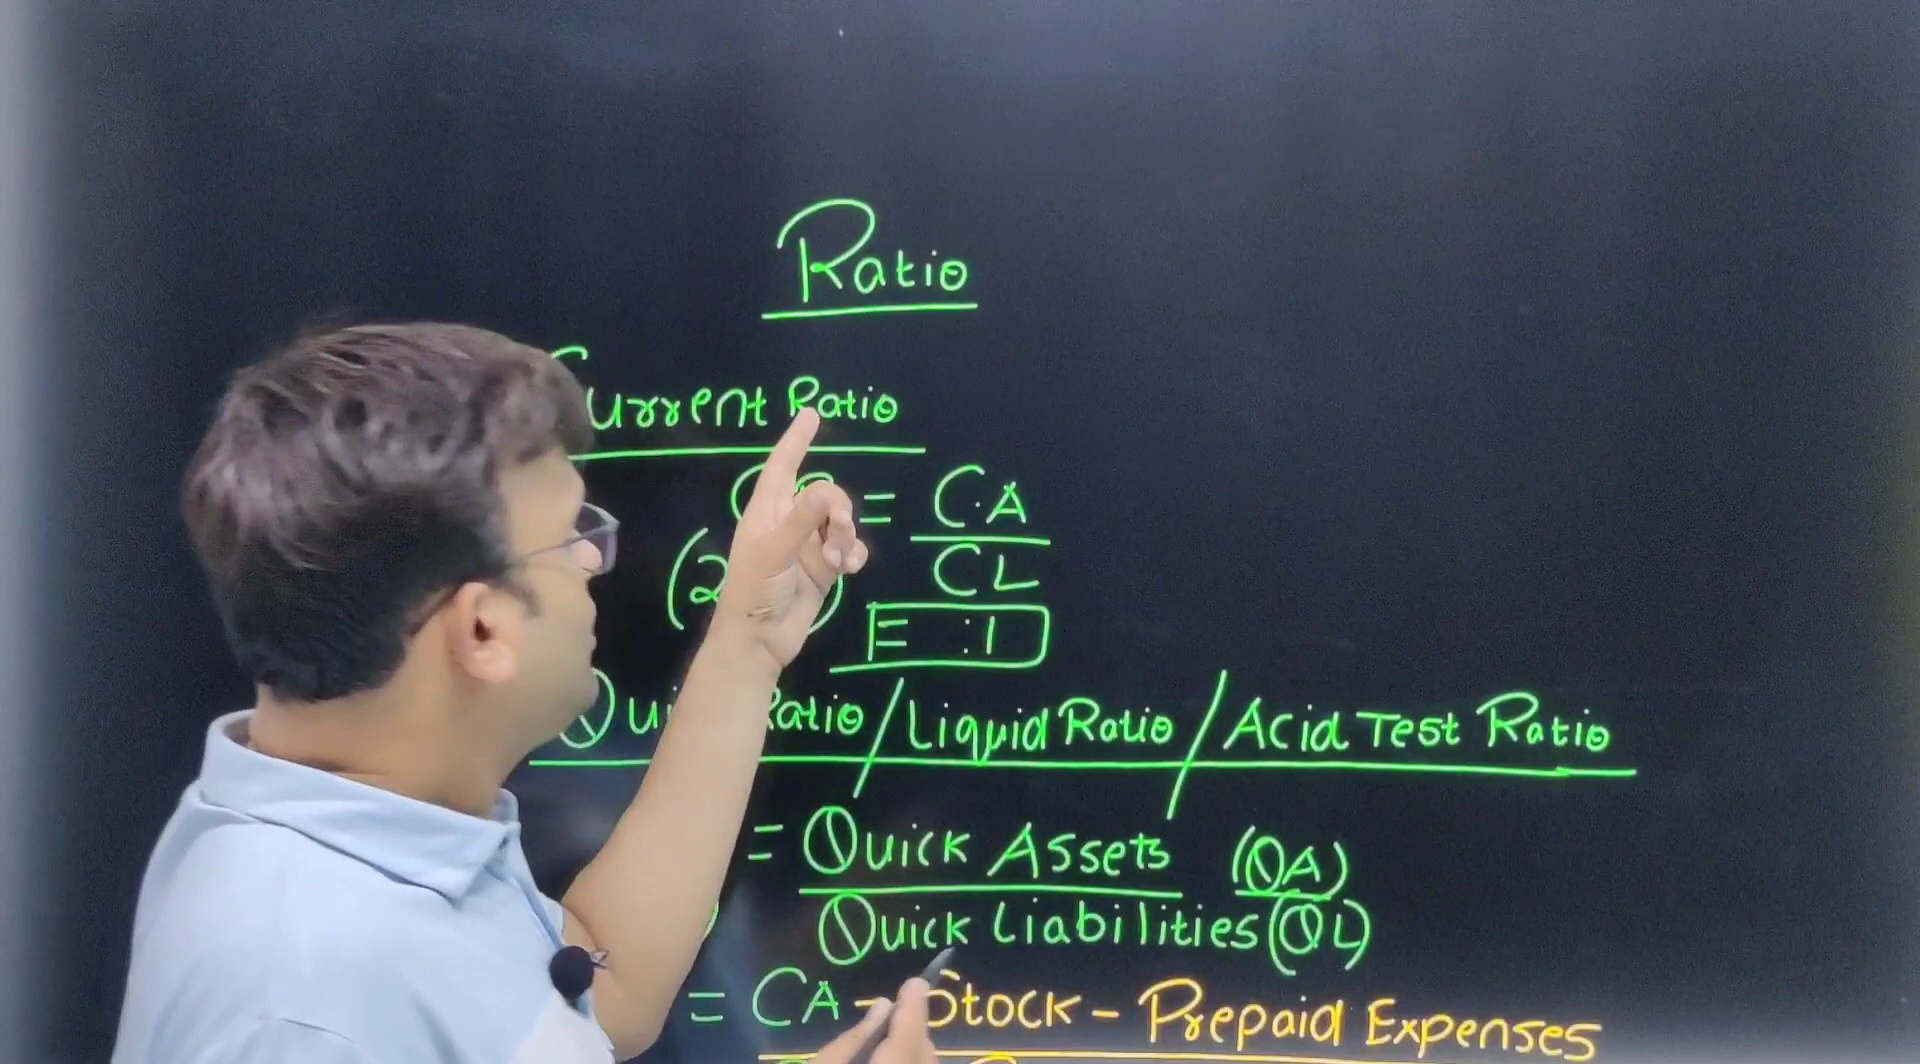 Ratio
Current Ratio
= C.A
CL
(2
F :1
Ratio / Liquid Ratio / Acid Test Ratio
= Quick Assets (QA)
Quick Liabilities (QL)
= CA - Stock - Prepaid Expenses